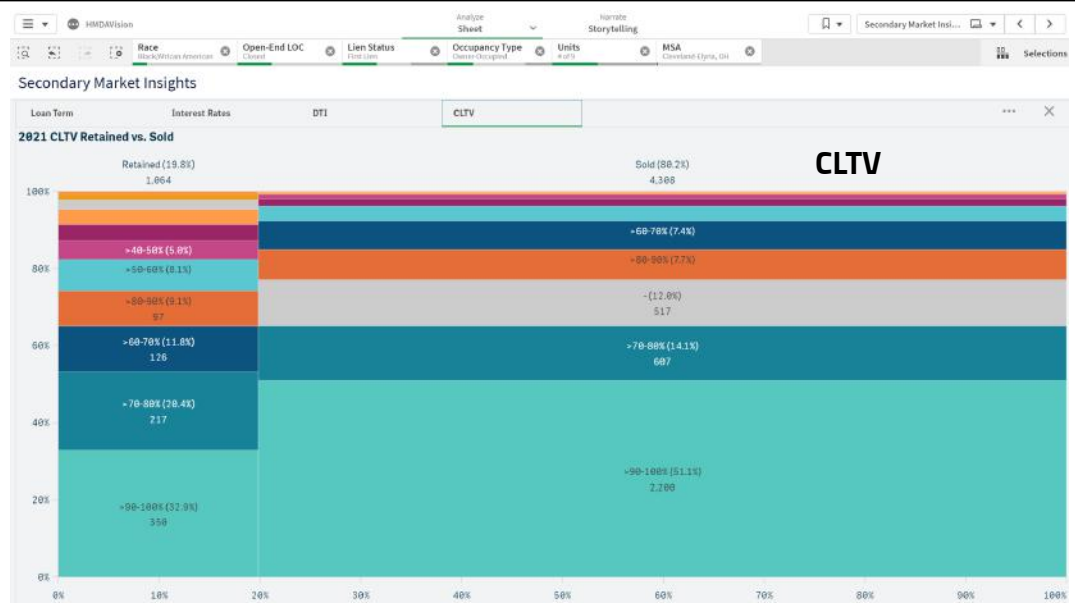 HMDAVision
Analyze
Sheet
Narrate
Storytelling
Secondary Market Insi...
Race
Black/African American
Open-End LOC
Closed
Lien Status
First Lien
Occupancy Type
Owner Occupied
Units
4 of 9
MSA
Cleveland-Elyria, OH
Selections
Secondary Market Insights
Loan Term
Interest Rates
DTI
CLTV
2021 CLTV Retained vs. Sold
CLTV
Retained (19.8%)
1,064
Sold (80.2%)
4,308
100%
80%
60%
40%
20%
0%
>40-50% (5.0%)
>50-60% (8.1%)
>80-90% (9.1%)
97
>60-70% (11.8%)
126
>70-80% (20.4%)
217
>90-100% (32.9%)
350
>60-70% (7.4%)
>80-90% (7.7%)
-(12.0%)
517
>70-80% (14.1%)
607
>90-100% (51.1%)
2,200
0%
10%
20%
30%
40%
50%
60%
70%
80%
90%
100%